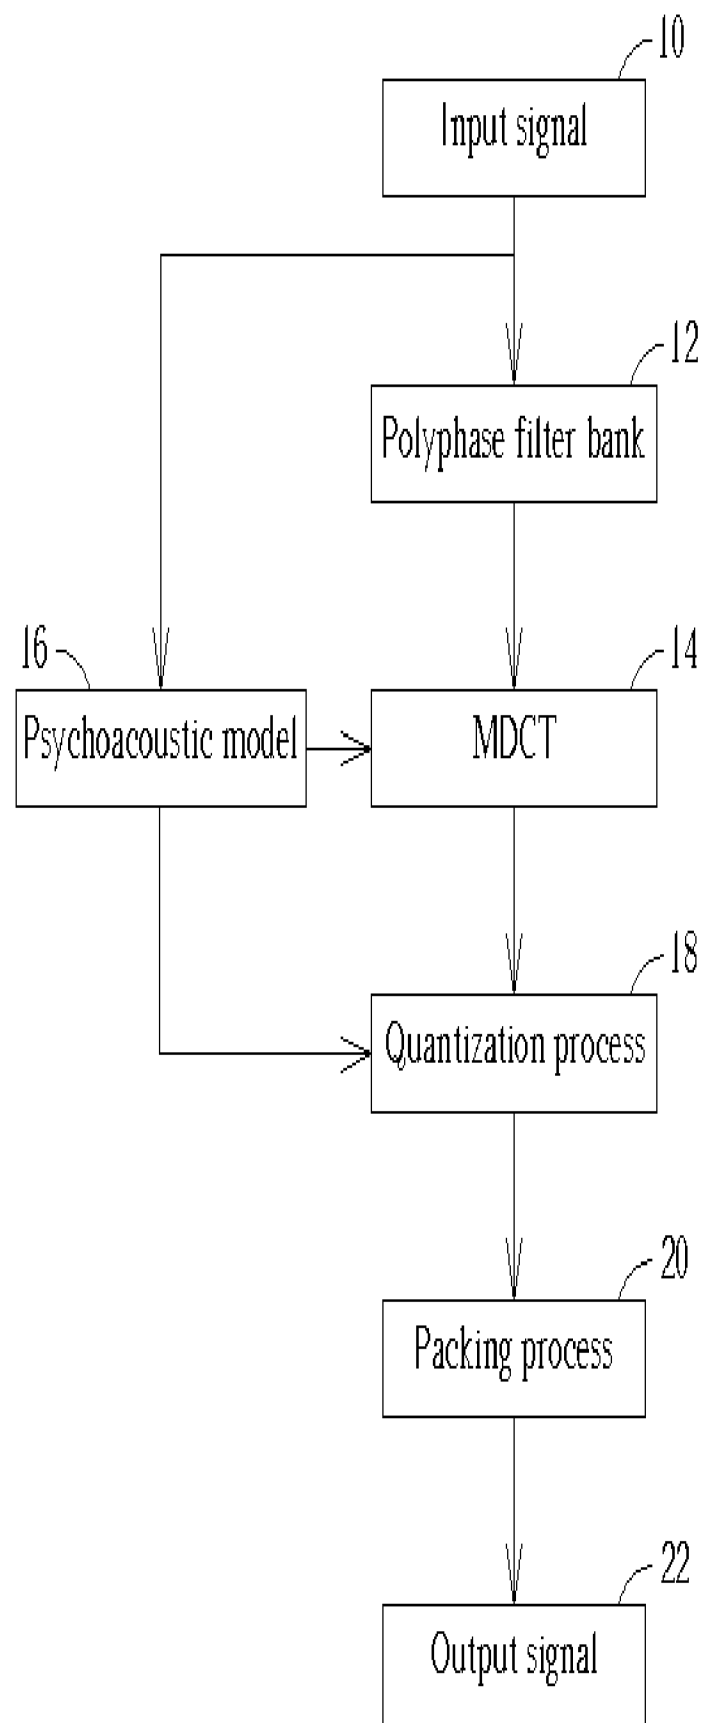 10
Input signal
12
Polyphase filter bank
16
14
Psychoacoustic model
MDCT
18
Quantization process
20
Packing process
22
Output signal